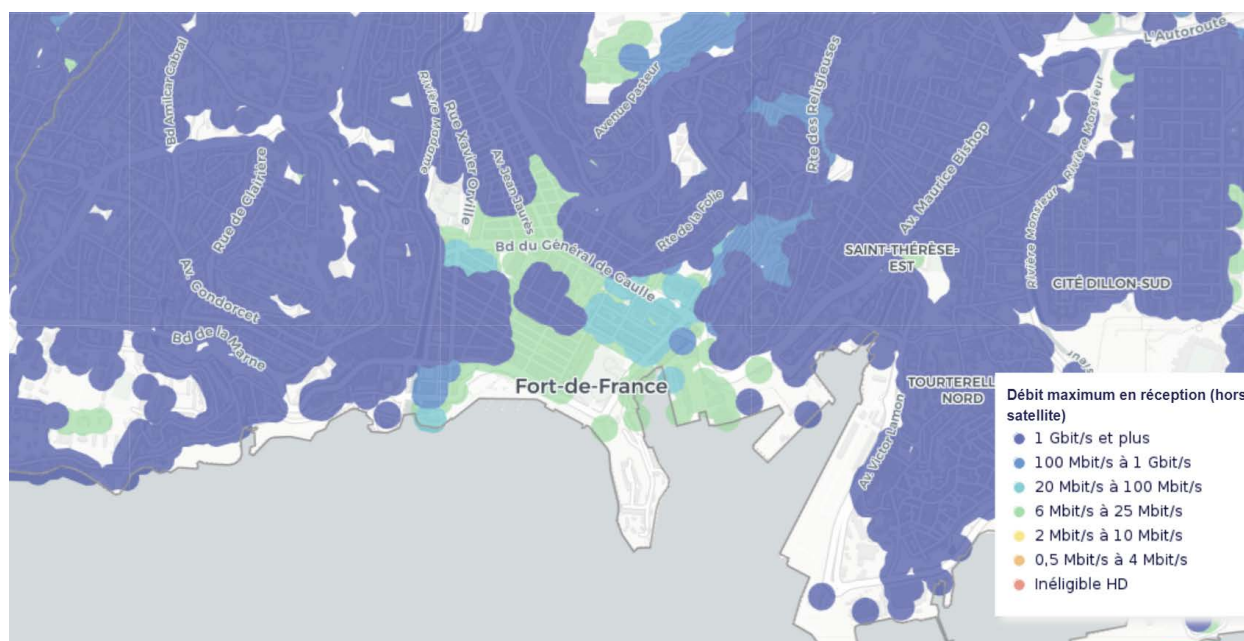 L'Autoroute
Bd Amilcar Cabral
Rivière Madame
Avenue Pasteur
Rte des Religieuses
Rivière Monsieur
Rue Xavier Orville
Av. Jean Jaurès
Av. Maurice Bishop
Rue de Clairière
Rte de la Folie
Rivière Monsieur
Bd du Général de Gaulle
SAINT-THÉRÈSE-
EST
Av. Condorcet
CITÉ DILLON-SUD
Bd de la Marne
Fort-de-France
TOURTERELL
NORD
Av. Victor Lamon
Débit maximum en réception (hors
satellite)
1 Gbit/s et plus
100 Mbit/s à 1 Gbit/s
20 Mbit/s à 100 Mbit/s
6 Mbit/s à 25 Mbit/s
2 Mbit/s à 10 Mbit/s
0,5 Mbit/s à 4 Mbit/s
Inéligible HD